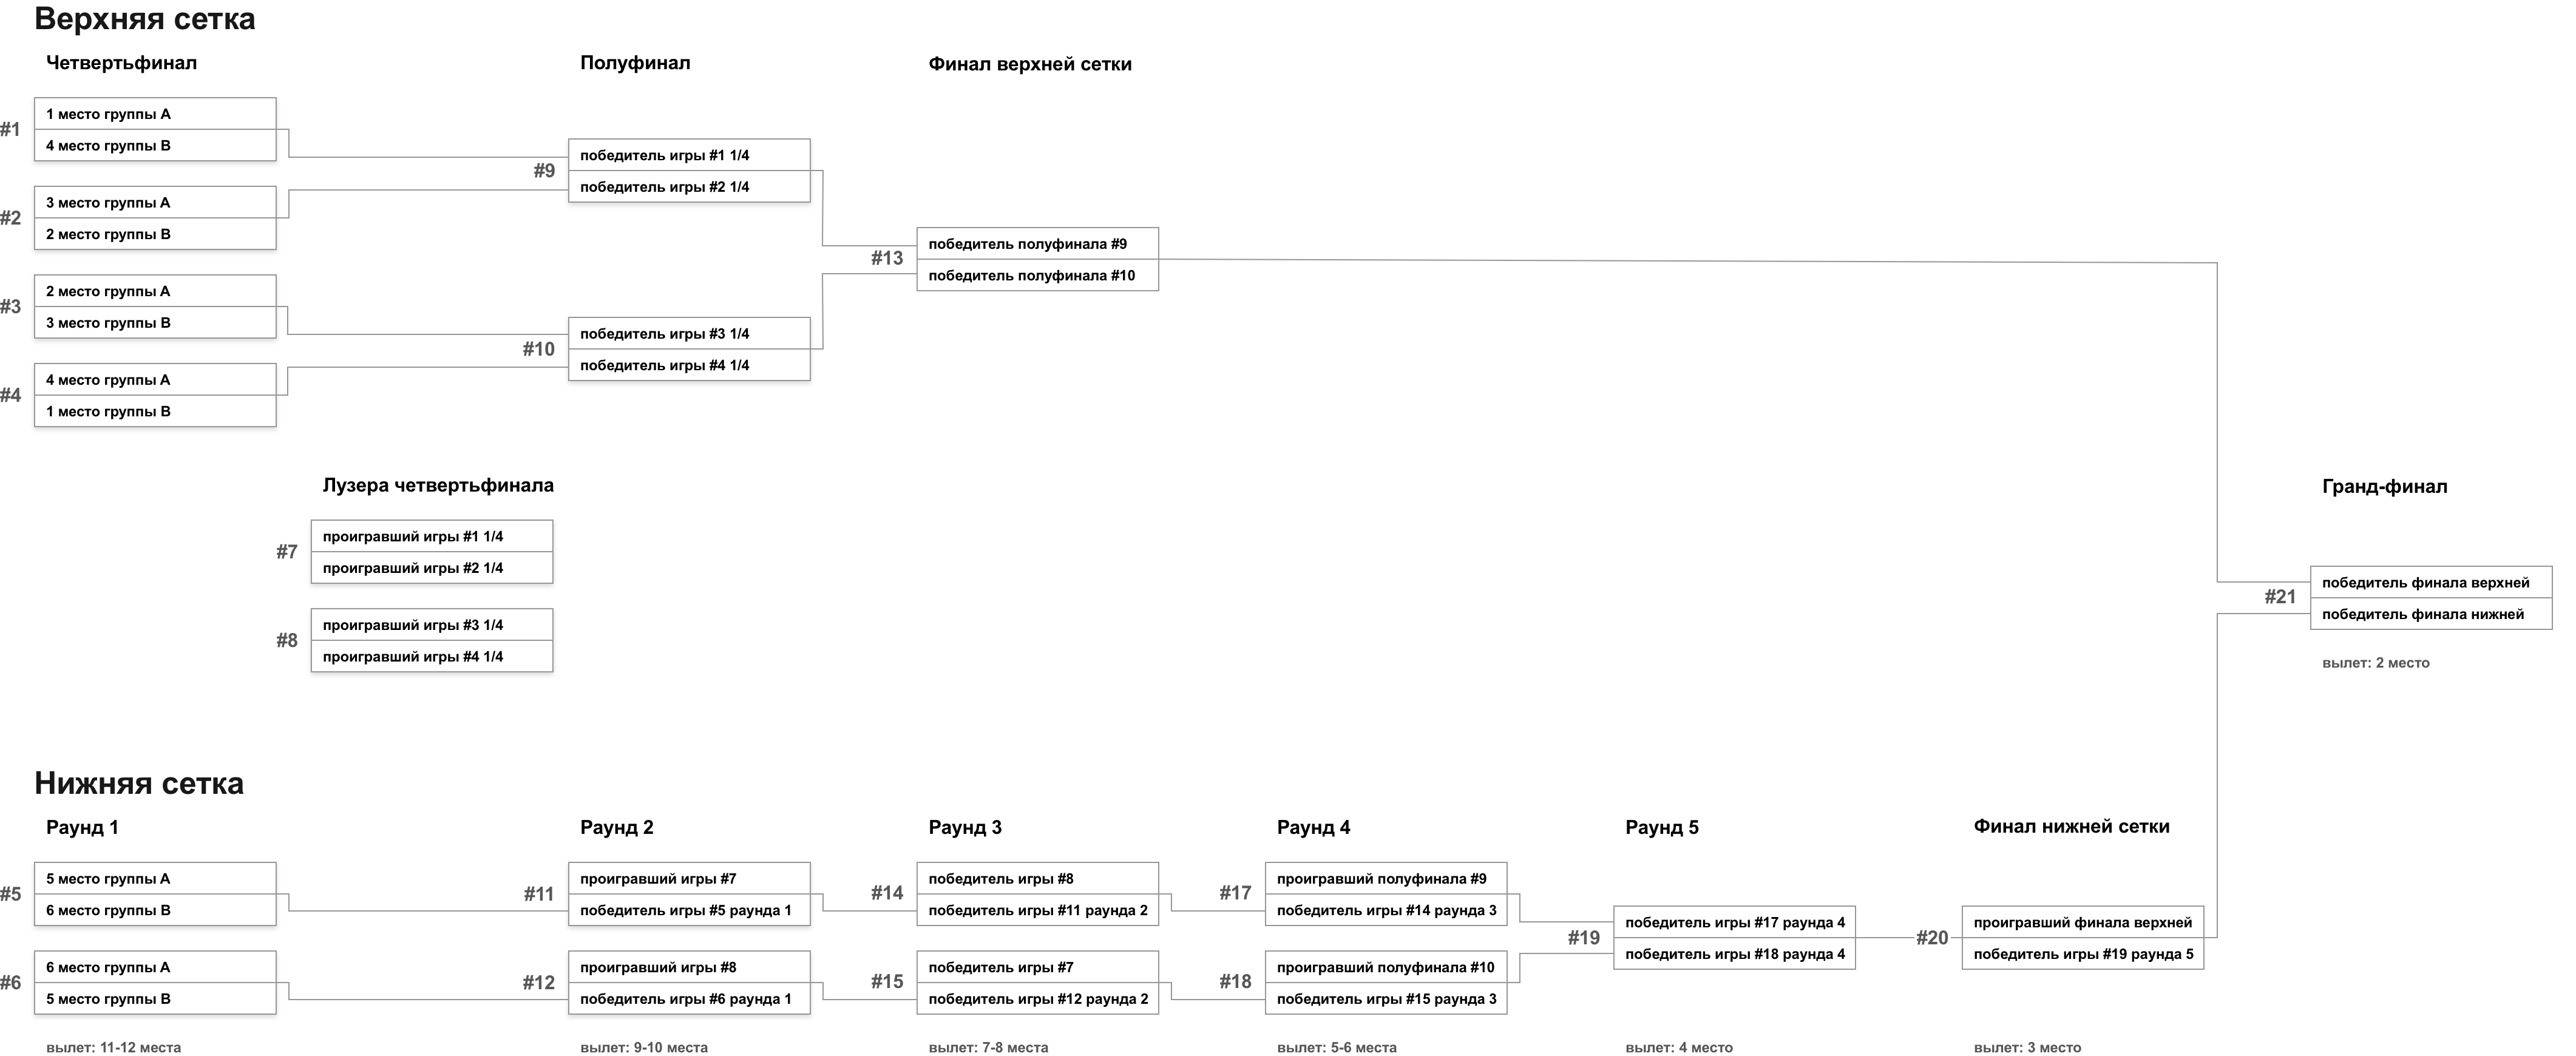 Верхняя сетка
Четвертьфинал
Полуфинал
Финал верхней сетки
#1
1 место группы A
4 место группы B
#2
3 место группы A
2 место группы B
#3
2 место группы A
3 место группы B
#4
4 место группы A
1 место группы B
#9
победитель игры #1 1/4
победитель игры #2 1/4
#10
победитель игры #3 1/4
победитель игры #4 1/4
#13
победитель полуфинала #9
победитель полуфинала #10
Лузера четвертьфинала
#7
проигравший игры #1 1/4
проигравший игры #2 1/4
#8
проигравший игры #3 1/4
проигравший игры #4 1/4
Гранд-финал
#21
победитель финала верхней
победитель финала нижней
вылет: 2 место
Нижняя сетка
Раунд 1
#5
5 место группы A
6 место группы B
#6
6 место группы A
5 место группы B
вылет: 11-12 места
Раунд 2
#11
проигравший игры #7
победитель игры #5 раунда 1
#12
проигравший игры #8
победитель игры #6 раунда 1
вылет: 9-10 места
Раунд 3
#14
победитель игры #8
победитель игры #11 раунда 2
#15
победитель игры #7
победитель игры #12 раунда 2
вылет: 7-8 места
Раунд 4
#17
проигравший полуфинала #9
победитель игры #14 раунда 3
#18
проигравший полуфинала #10
победитель игры #15 раунда 3
вылет: 5-6 места
Раунд 5
#19
победитель игры #17 раунда 4
победитель игры #18 раунда 4
вылет: 4 место
Финал нижней сетки
#20
проигравший финала верхней
победитель игры #19 раунда 5
вылет: 3 место